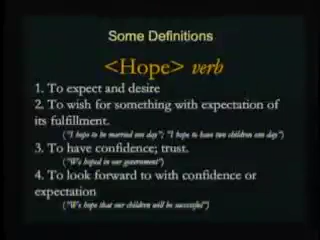 Some Definitions
<Hope> verb
1. To expect and desire
2. To wish for something with expectation of
its fulfillment.
("I hope to be married one day"; "I hope to have two children one day")
3. To have confidence; trust.
("We hoped in our government")
4. To look forward to with confidence or
expectation
("We hope that our children will be successful")